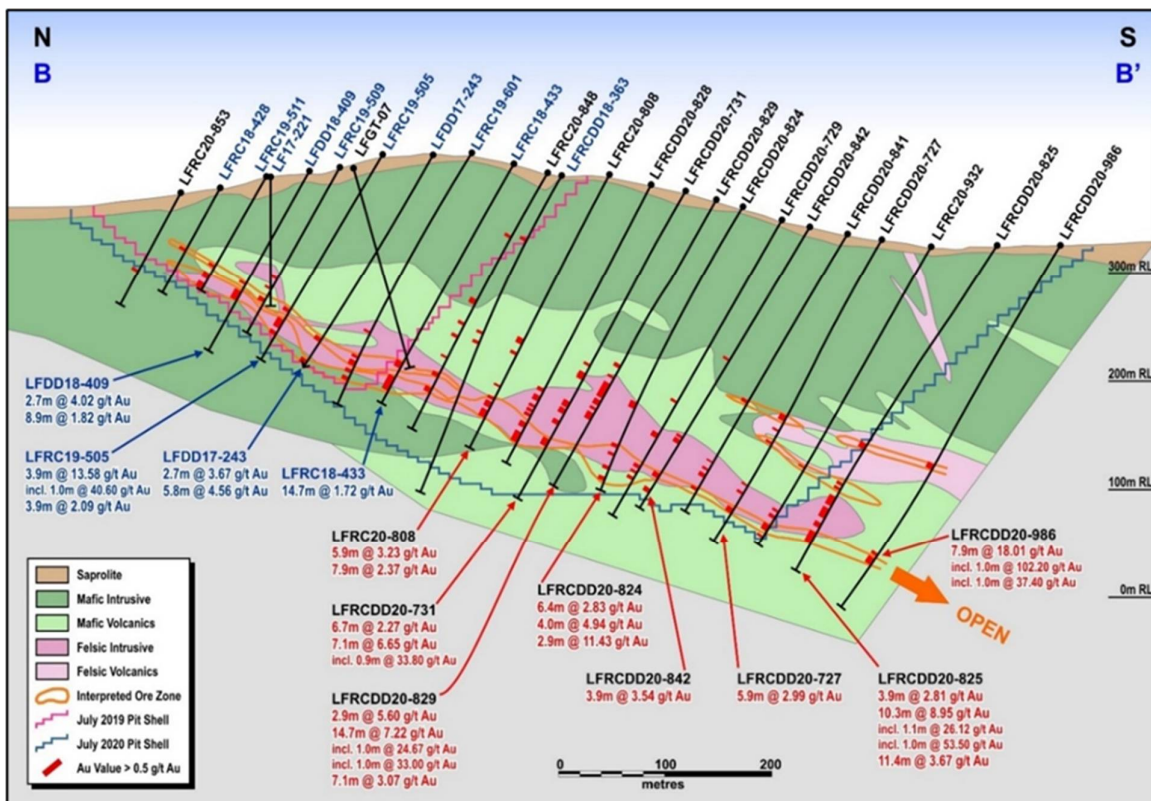 N
S
B
B'
LFRC20-853
LFRC18-428
LFRC19-511
LF17-221
LFDD18-409
LFRC19-509
LFGT-07
LFRC19-505
LFDD17-243
LFRC19-601
LFRC18-433
LFRC20-848
LFRCDD18-363
LFRC20-808
LFRCDD20-828
LFRCDD20-731
LFRCDD20-829
LFRCDD20-824
LFRCDD20-729
LFRCDD20-842
LFRCDD20-841
LFRCDD20-727
LFRC20-932
LFRCDD20-825
LFRCDD20-986
300m RL
200m RL
100m RL
0m RL
LFDD18-409
2.7m @ 4.02 g/t Au
8.9m @ 1.82 g/t Au
LFRC19-505
3.9m @ 13.58 g/t Au
incl. 1.0m @ 40.60 g/t Au
3.9m @ 2.09 g/t Au
LFDD17-243
2.7m @ 3.67 g/t Au
5.8m @ 4.56 g/t Au
LFRC18-433
14.7m @ 1.72 g/t Au
LFRC20-808
5.9m @ 3.23 g/t Au
7.9m @ 2.37 g/t Au
LFRCDD20-731
6.7m @ 2.27 g/t Au
7.1m @ 6.65 g/t Au
incl. 0.9m @ 33.80 g/t Au
LFRCDD20-829
2.9m @ 5.60 g/t Au
14.7m @ 7.22 g/t Au
incl. 1.0m @ 24.67 g/t Au
incl. 1.0m @ 33.00 g/t Au
7.1m @ 3.07 g/t Au
LFRCDD20-824
6.4m @ 2.83 g/t Au
4.0m @ 4.94 g/t Au
2.9m @ 11.43 g/t Au
LFRCDD20-842
3.9m @ 3.54 g/t Au
LFRCDD20-727
5.9m @ 2.99 g/t Au
LFRCDD20-825
3.9m @ 2.81 g/t Au
10.3m @ 8.95 g/t Au
incl. 1.1m @ 26.12 g/t Au
incl. 1.0m @ 53.50 g/t Au
11.4m @ 3.67 g/t Au
LFRCDD20-986
7.9m @ 18.01 g/t Au
incl. 1.0m @ 102.20 g/t Au
incl. 1.0m @ 37.40 g/t Au
OPEN
Saprolite
Mafic Intrusive
Mafic Volcanics
Felsic Intrusive
Felsic Volcanics
Interpreted Ore Zone
July 2019 Pit Shell
July 2020 Pit Shell
Au Value > 0.5 g/t Au
0 100 200
metres